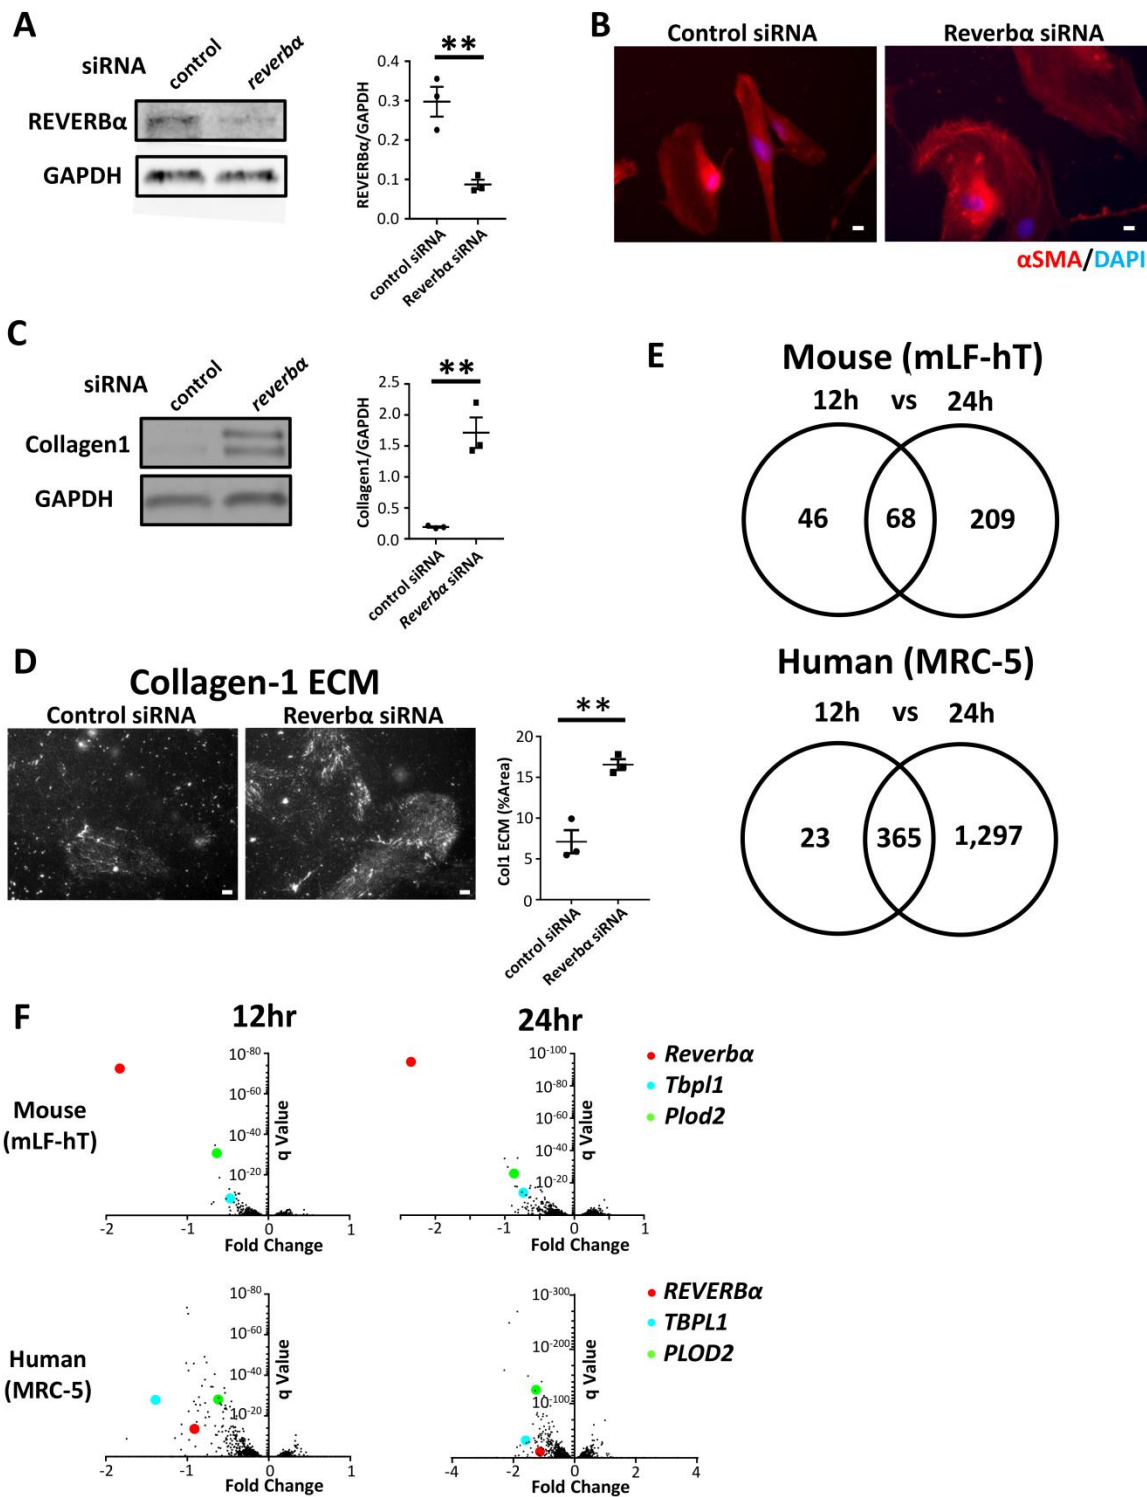 A
siRNA control reverbα
REVERBα
GAPDH
**
0.4
0.3
0.2
0.1
0.0
REVERBα/GAPDH
control siRNA
Reverbα siRNA
B
Control siRNA Reverbα siRNA
αSMA/DAPI
C
siRNA control reverbα
Collagen1
GAPDH
**
2.5
2.0
1.5
1.0
0.5
0.0
Collagen1/GAPDH
control siRNA
Reverbα siRNA
D
Collagen-1 ECM
Control siRNA Reverbα siRNA
**
20
15
10
5
0
Col1 ECM (%Area)
control siRNA
Reverbα siRNA
E
Mouse (mLF-hT)
12h vs 24h
46 68 209
Human (MRC-5)
12h vs 24h
23 365 1,297
F
12hr 24hr
Mouse
(mLF-hT)
10-80
10-60
10-40
10-20
q Value
-2 -1 0 1
Fold Change
10-100
10-80
10-60
10-40
10-20
q Value
-1 0 1
Fold Change
Reverbα
Tbpl1
Plod2
Human
(MRC-5)
10-80
10-60
10-40
10-20
q Value
-2 -1 0 1
Fold Change
10-300
10-200
10-100
q Value
-4 -2 0 2 4
Fold Change
REVERBα
TBPL1
PLOD2